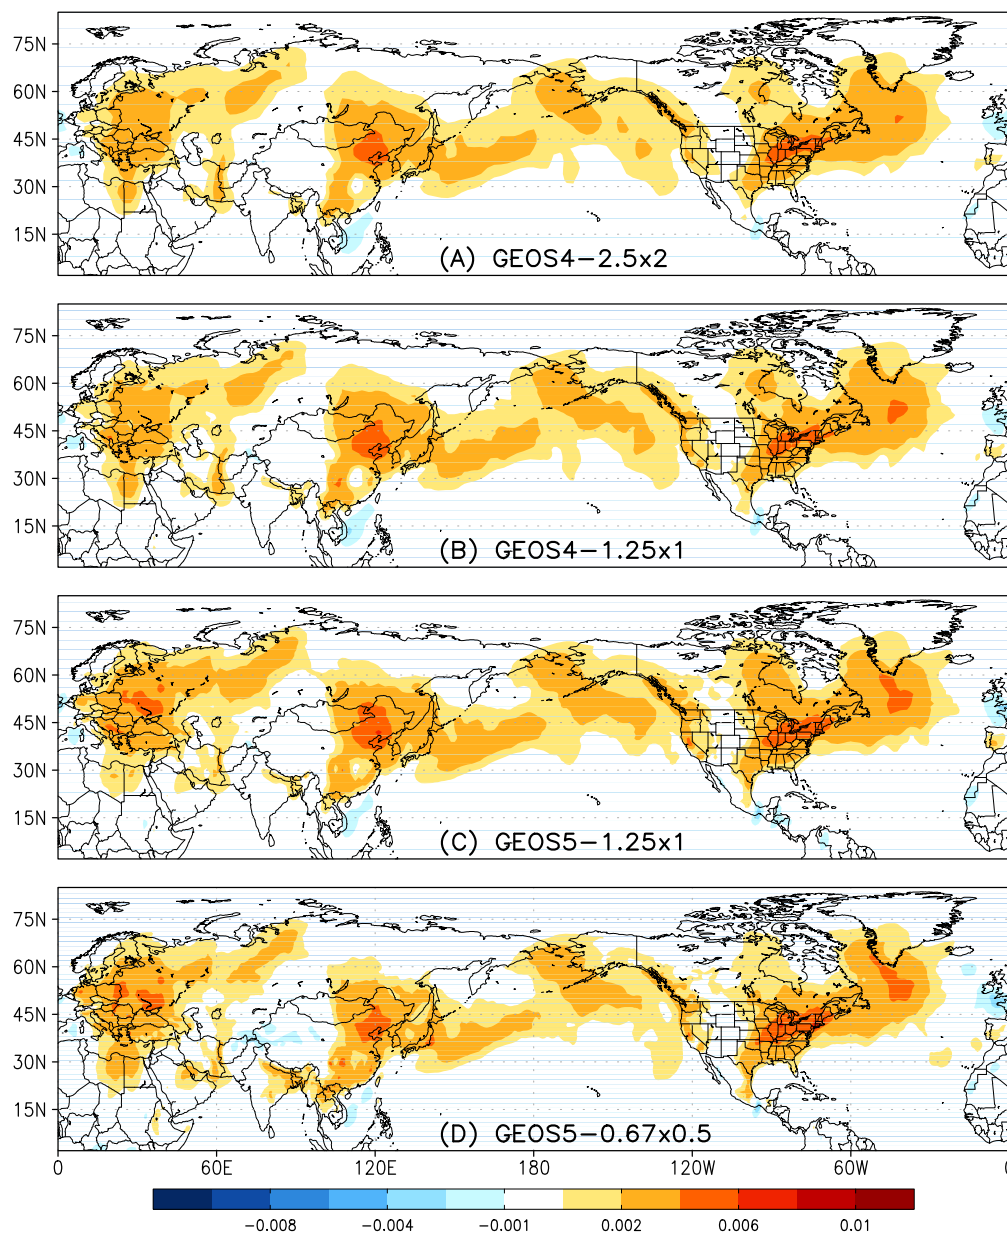 75N
60N
45N
30N
15N
(A) GEOS4-2.5x2
75N
60N
45N
30N
15N
(B) GEOS4-1.25x1
75N
60N
45N
30N
15N
(C) GEOS5-1.25x1
75N
60N
45N
30N
15N
(D) GEOS5-0.67x0.5
0 60E 120E 180 120W 60W
-0.008 -0.004 -0.001 0.002 0.006 0.01